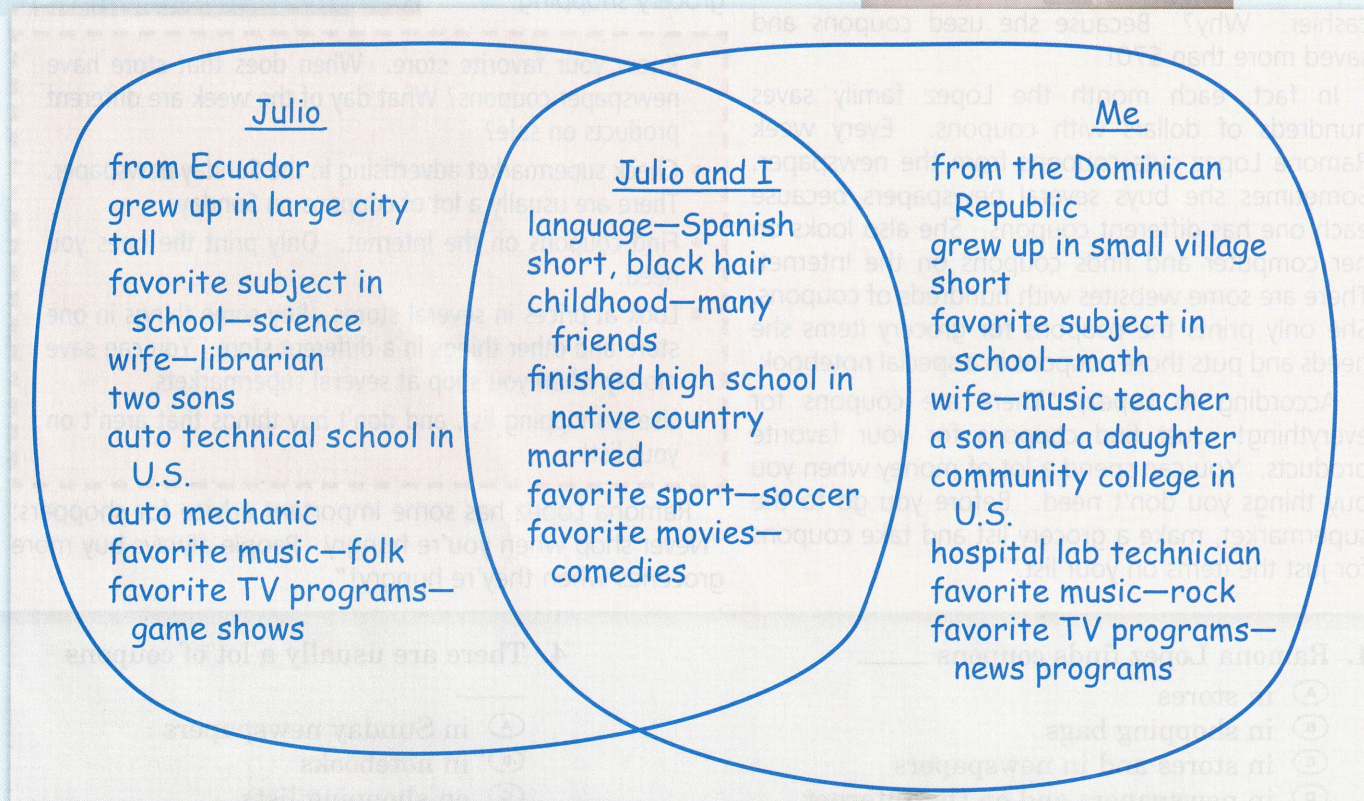 Julio
from Ecuador
grew up in large city
tall
favorite subject in
school—science
wife—librarian
two sons
auto technical school in
U.S.
auto mechanic
favorite music—folk
favorite TV programs—
game shows
Julio and I
language—Spanish
short, black hair
childhood—many
friends
finished high school in
native country
married
favorite sport—soccer
favorite movies—
comedies
Me
from the Dominican
Republic
grew up in small village
short
favorite subject in
school—math
wife—music teacher
a son and a daughter
community college in
U.S.
hospital lab technician
favorite music—rock
favorite TV programs—
news programs